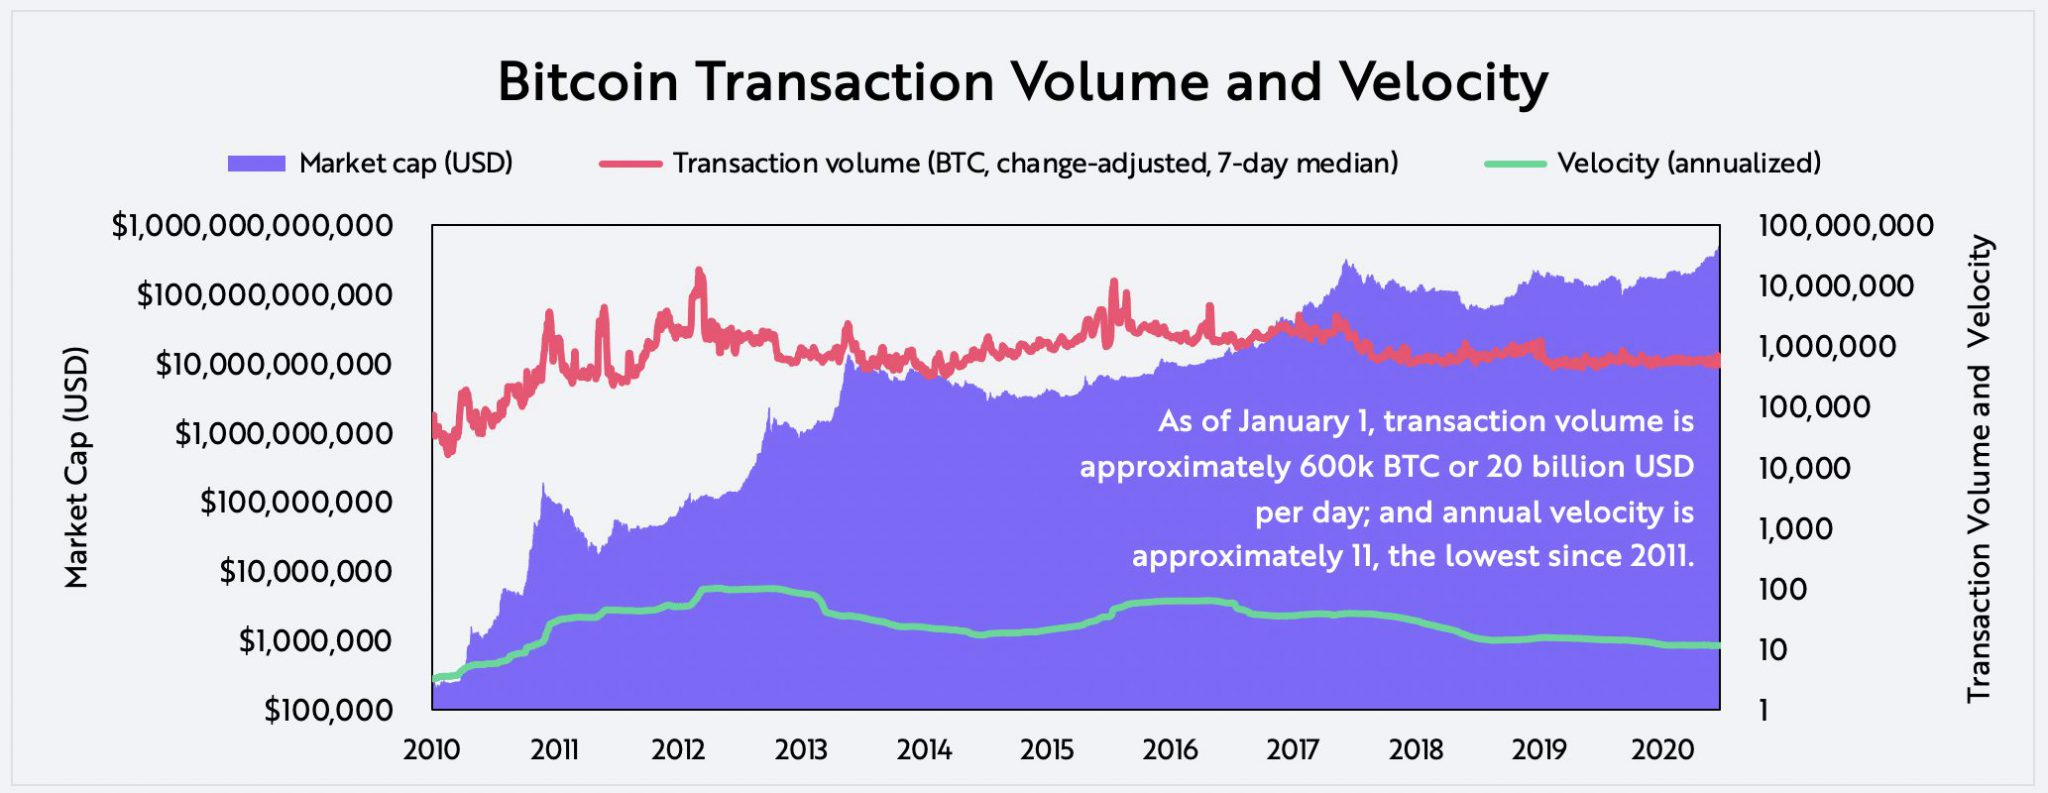 Bitcoin Transaction Volume and Velocity
Market cap (USD)
Transaction volume (BTC, change-adjusted, 7-day median)
Velocity (annualized)
Market Cap (USD)
$1,000,000,000,000
$100,000,000,000
$10,000,000,000
$1,000,000,000
$100,000,000
$10,000,000
$1,000,000
$100,000
As of January 1, transaction volume is
approximately 600k BTC or 20 billion USD
per day; and annual velocity is
approximately 11, the lowest since 2011.
100,000,000
10,000,000
1,000,000
100,000
10,000
1,000
100
10
1
Transaction Volume and Velocity
2010 2011 2012 2013 2014 2015 2016 2017 2018 2019 2020